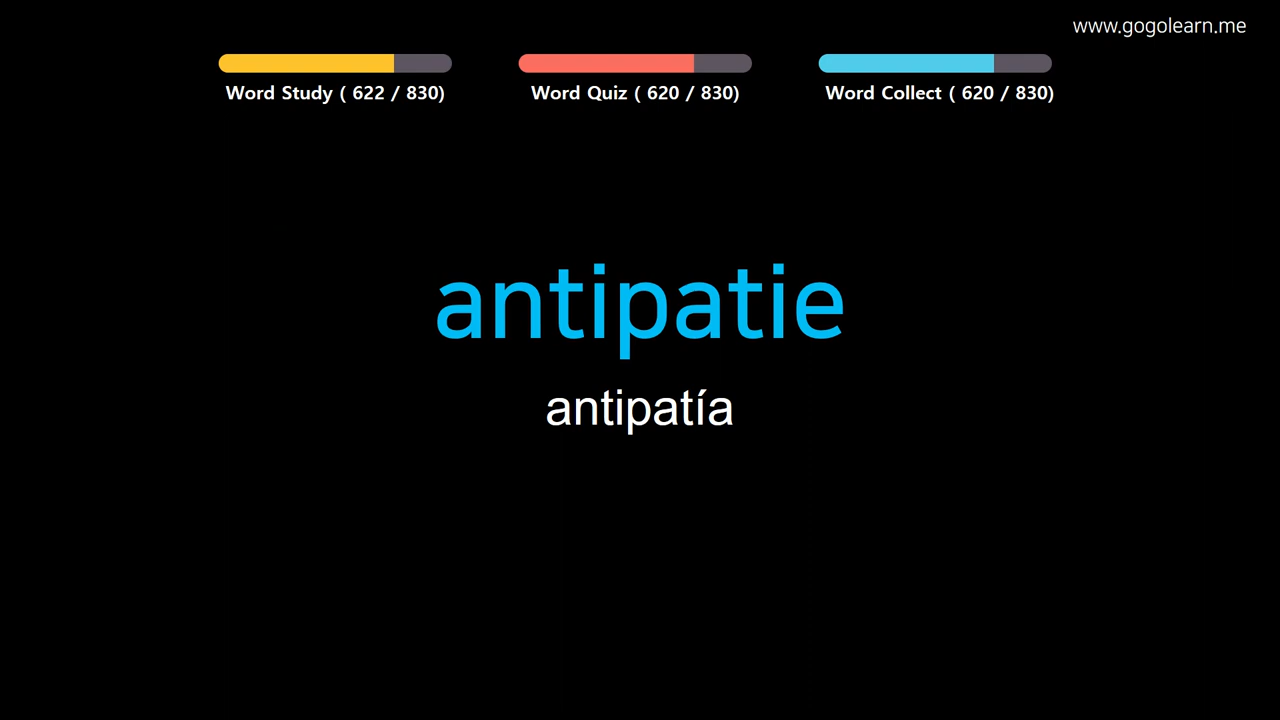 www.gogolearn.me
Word Study ( 622 / 830)
Word Quiz ( 620 / 830)
Word Collect ( 620 / 830)
antipatie
antipatía